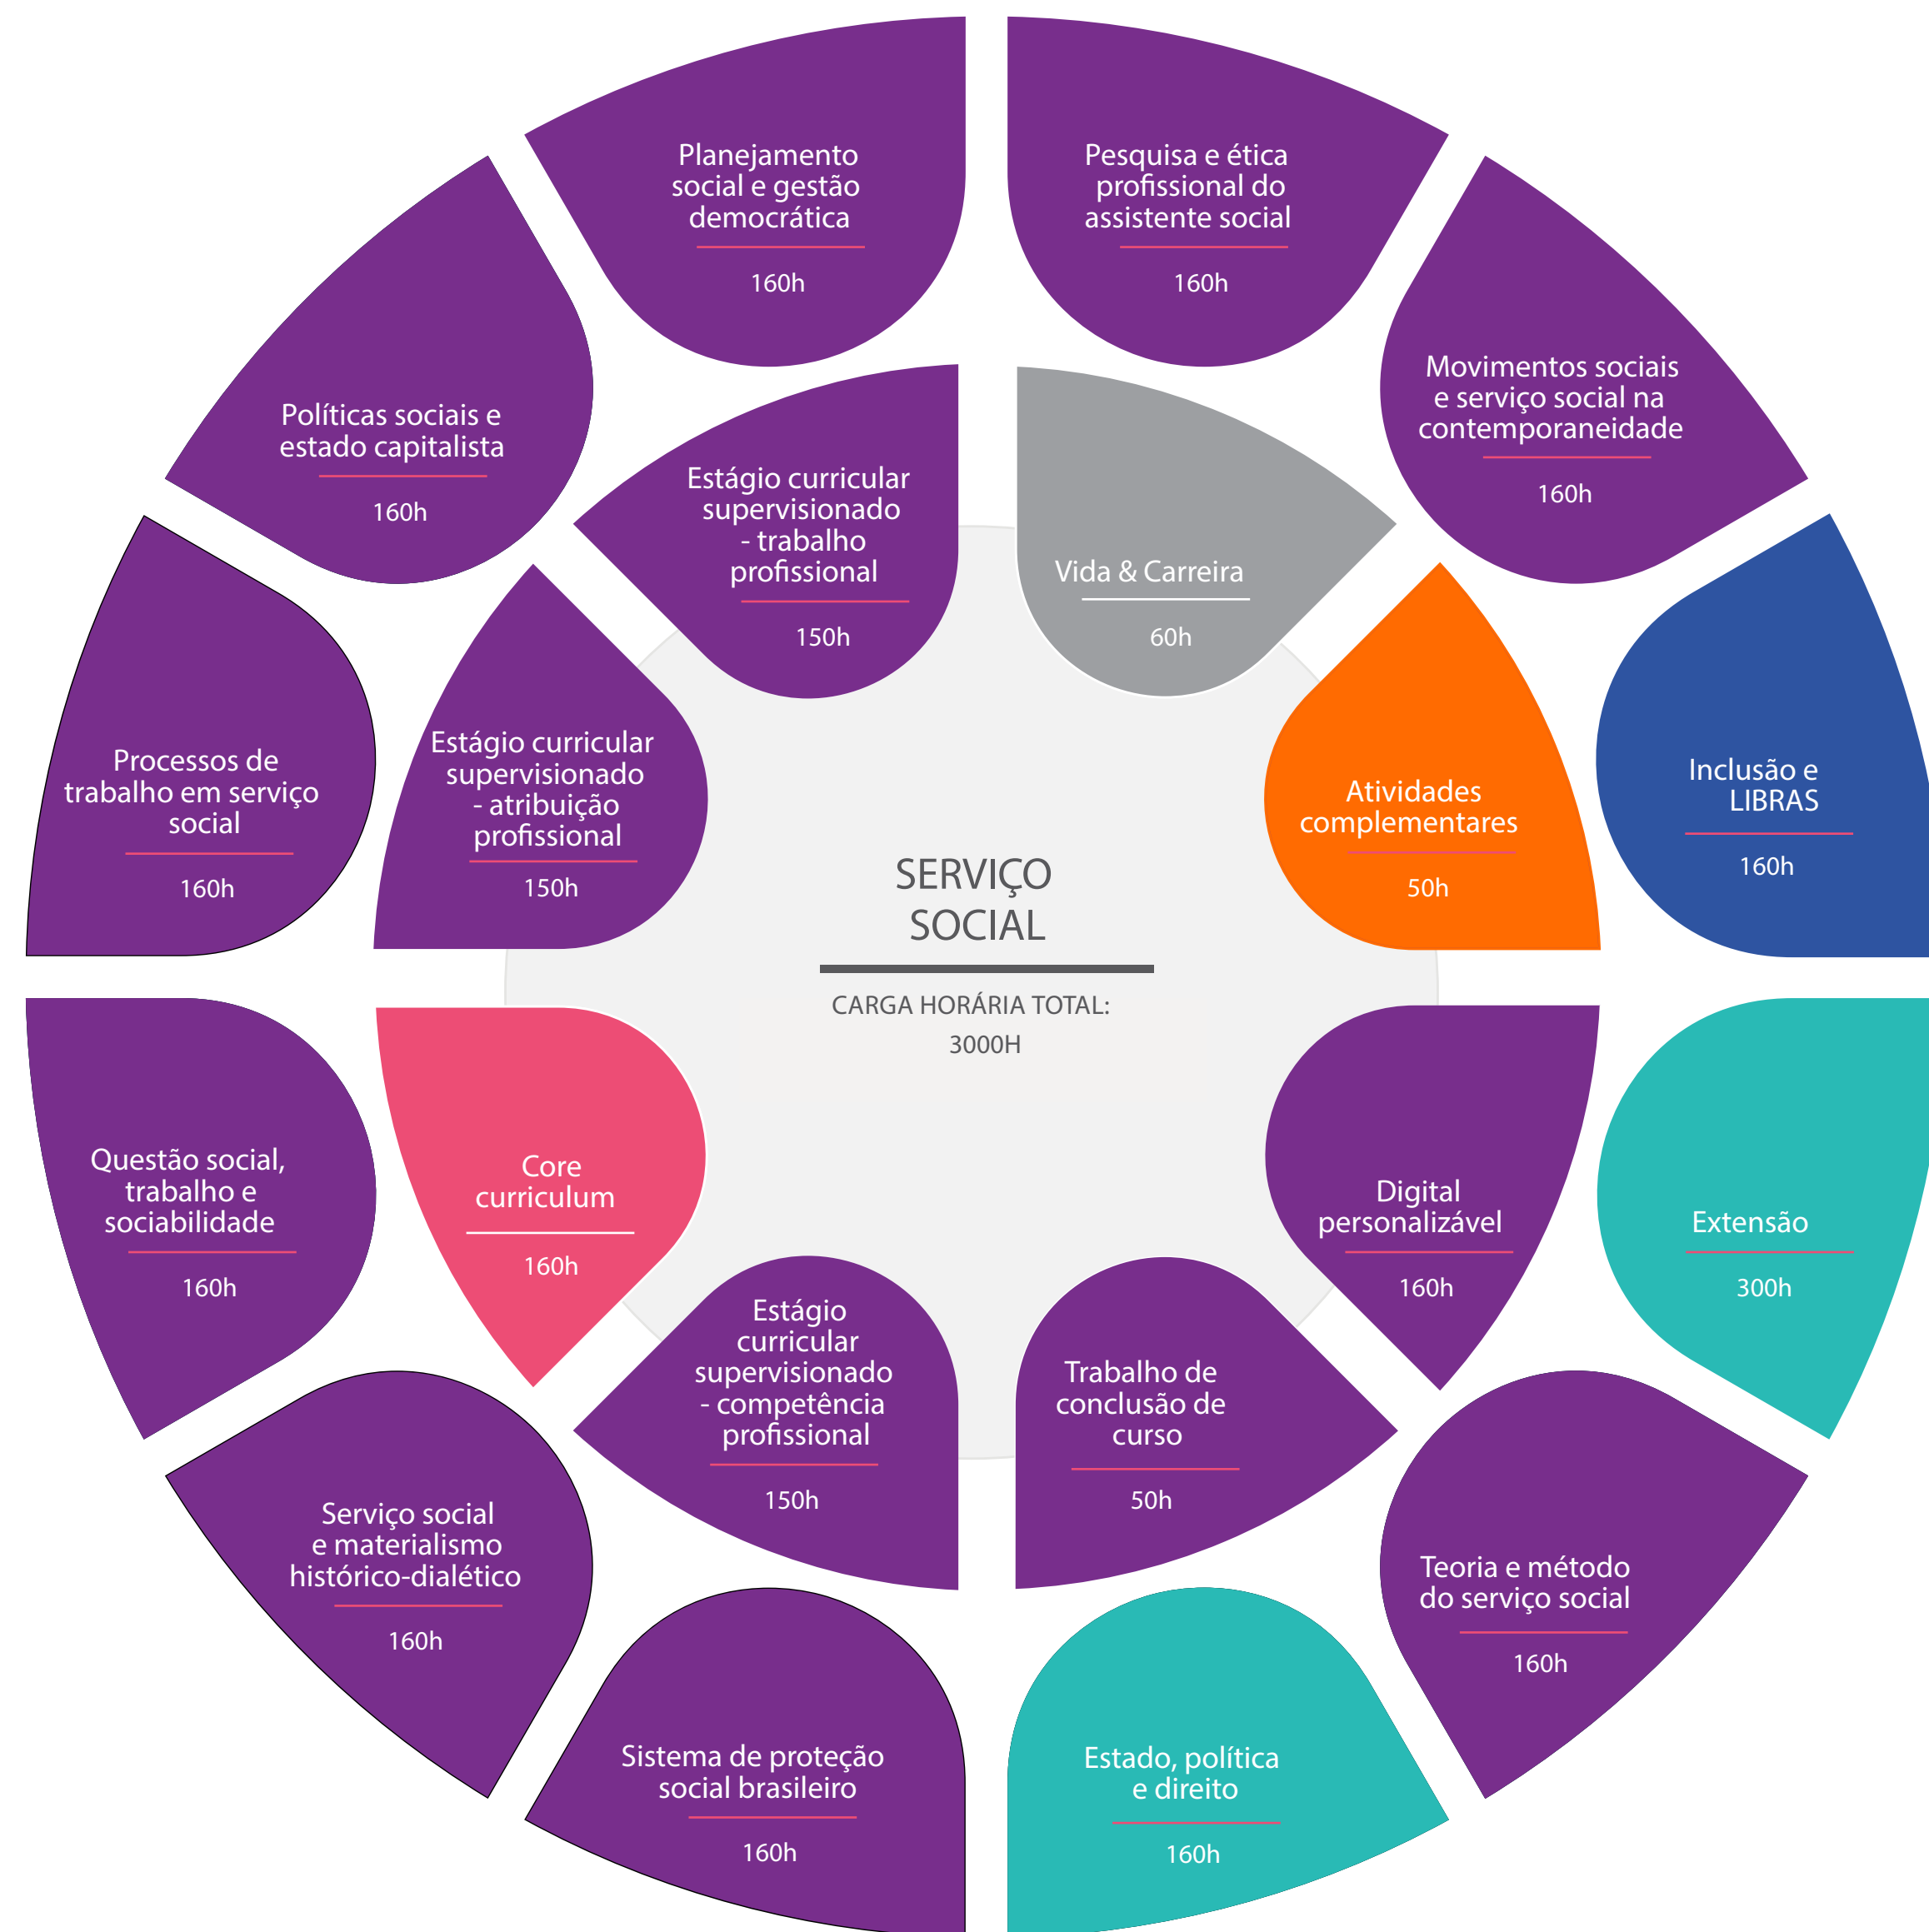 Planejamento
social e gestão
democrática
160h
Pesquisa e ética
profissional do
assistente social
160h
Movimentos sociais
e serviço social na
contemporaneidade
160h
Inclusão e
LIBRAS
160h
Extensão
300h
Teoria e método
do serviço social
160h
Estado, política
e direito
160h
Sistema de proteção
social brasileiro
160h
Serviço social
e materialismo
histórico-dialético
160h
Questão social,
trabalho e
sociabilidade
160h
Processos de
trabalho em serviço
social
160h
Políticas sociais e
estado capitalista
160h
Estágio curricular
supervisionado
- trabalho
profissional
150h
Vida & Carreira
60h
Atividades
complementares
50h
Digital
personalizável
160h
Trabalho de
conclusão de
curso
50h
Estágio
curricular
supervisionado
- competência
profissional
150h
Core
curriculum
160h
Estágio curricular
supervisionado
- atribuição
profissional
150h
SERVIÇO
SOCIAL
CARGA HORÁRIA TOTAL:
3000H